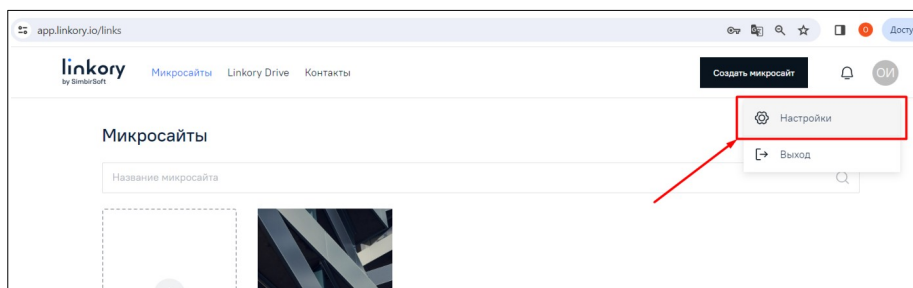 app.linkory.io/links
0
Досту
linkory
by SimbirSoft
Микросайты
Linkory Drive
Контакты
Создать микросайт
ОИ
Настройки
Выход
Микросайты
Название микросайта